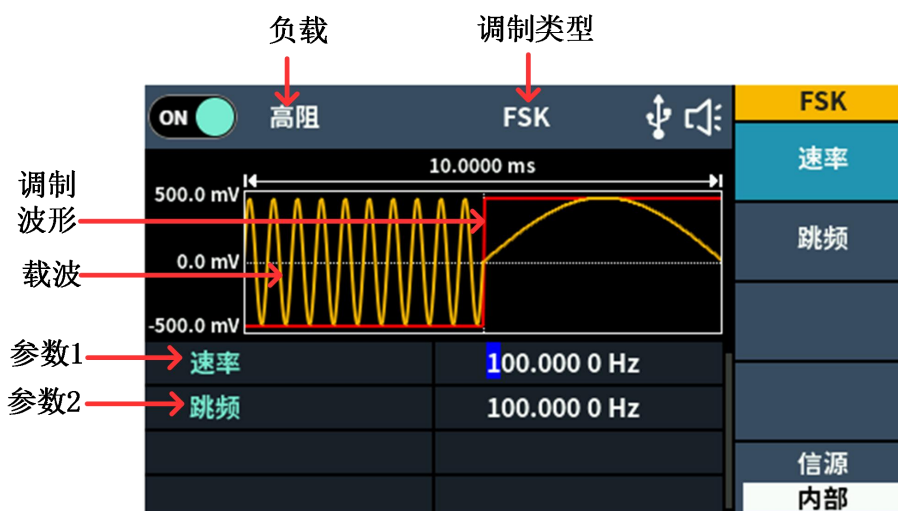 负载
调制类型
ON
高阻
FSK
FSK
10.0000 ms
速率
调制
波形
500.0 mV
跳频
载波
0.0 mV
-500.0 mV
参数1
速率
100.000 0 Hz
参数2
跳频
100.000 0 Hz
信源
内部